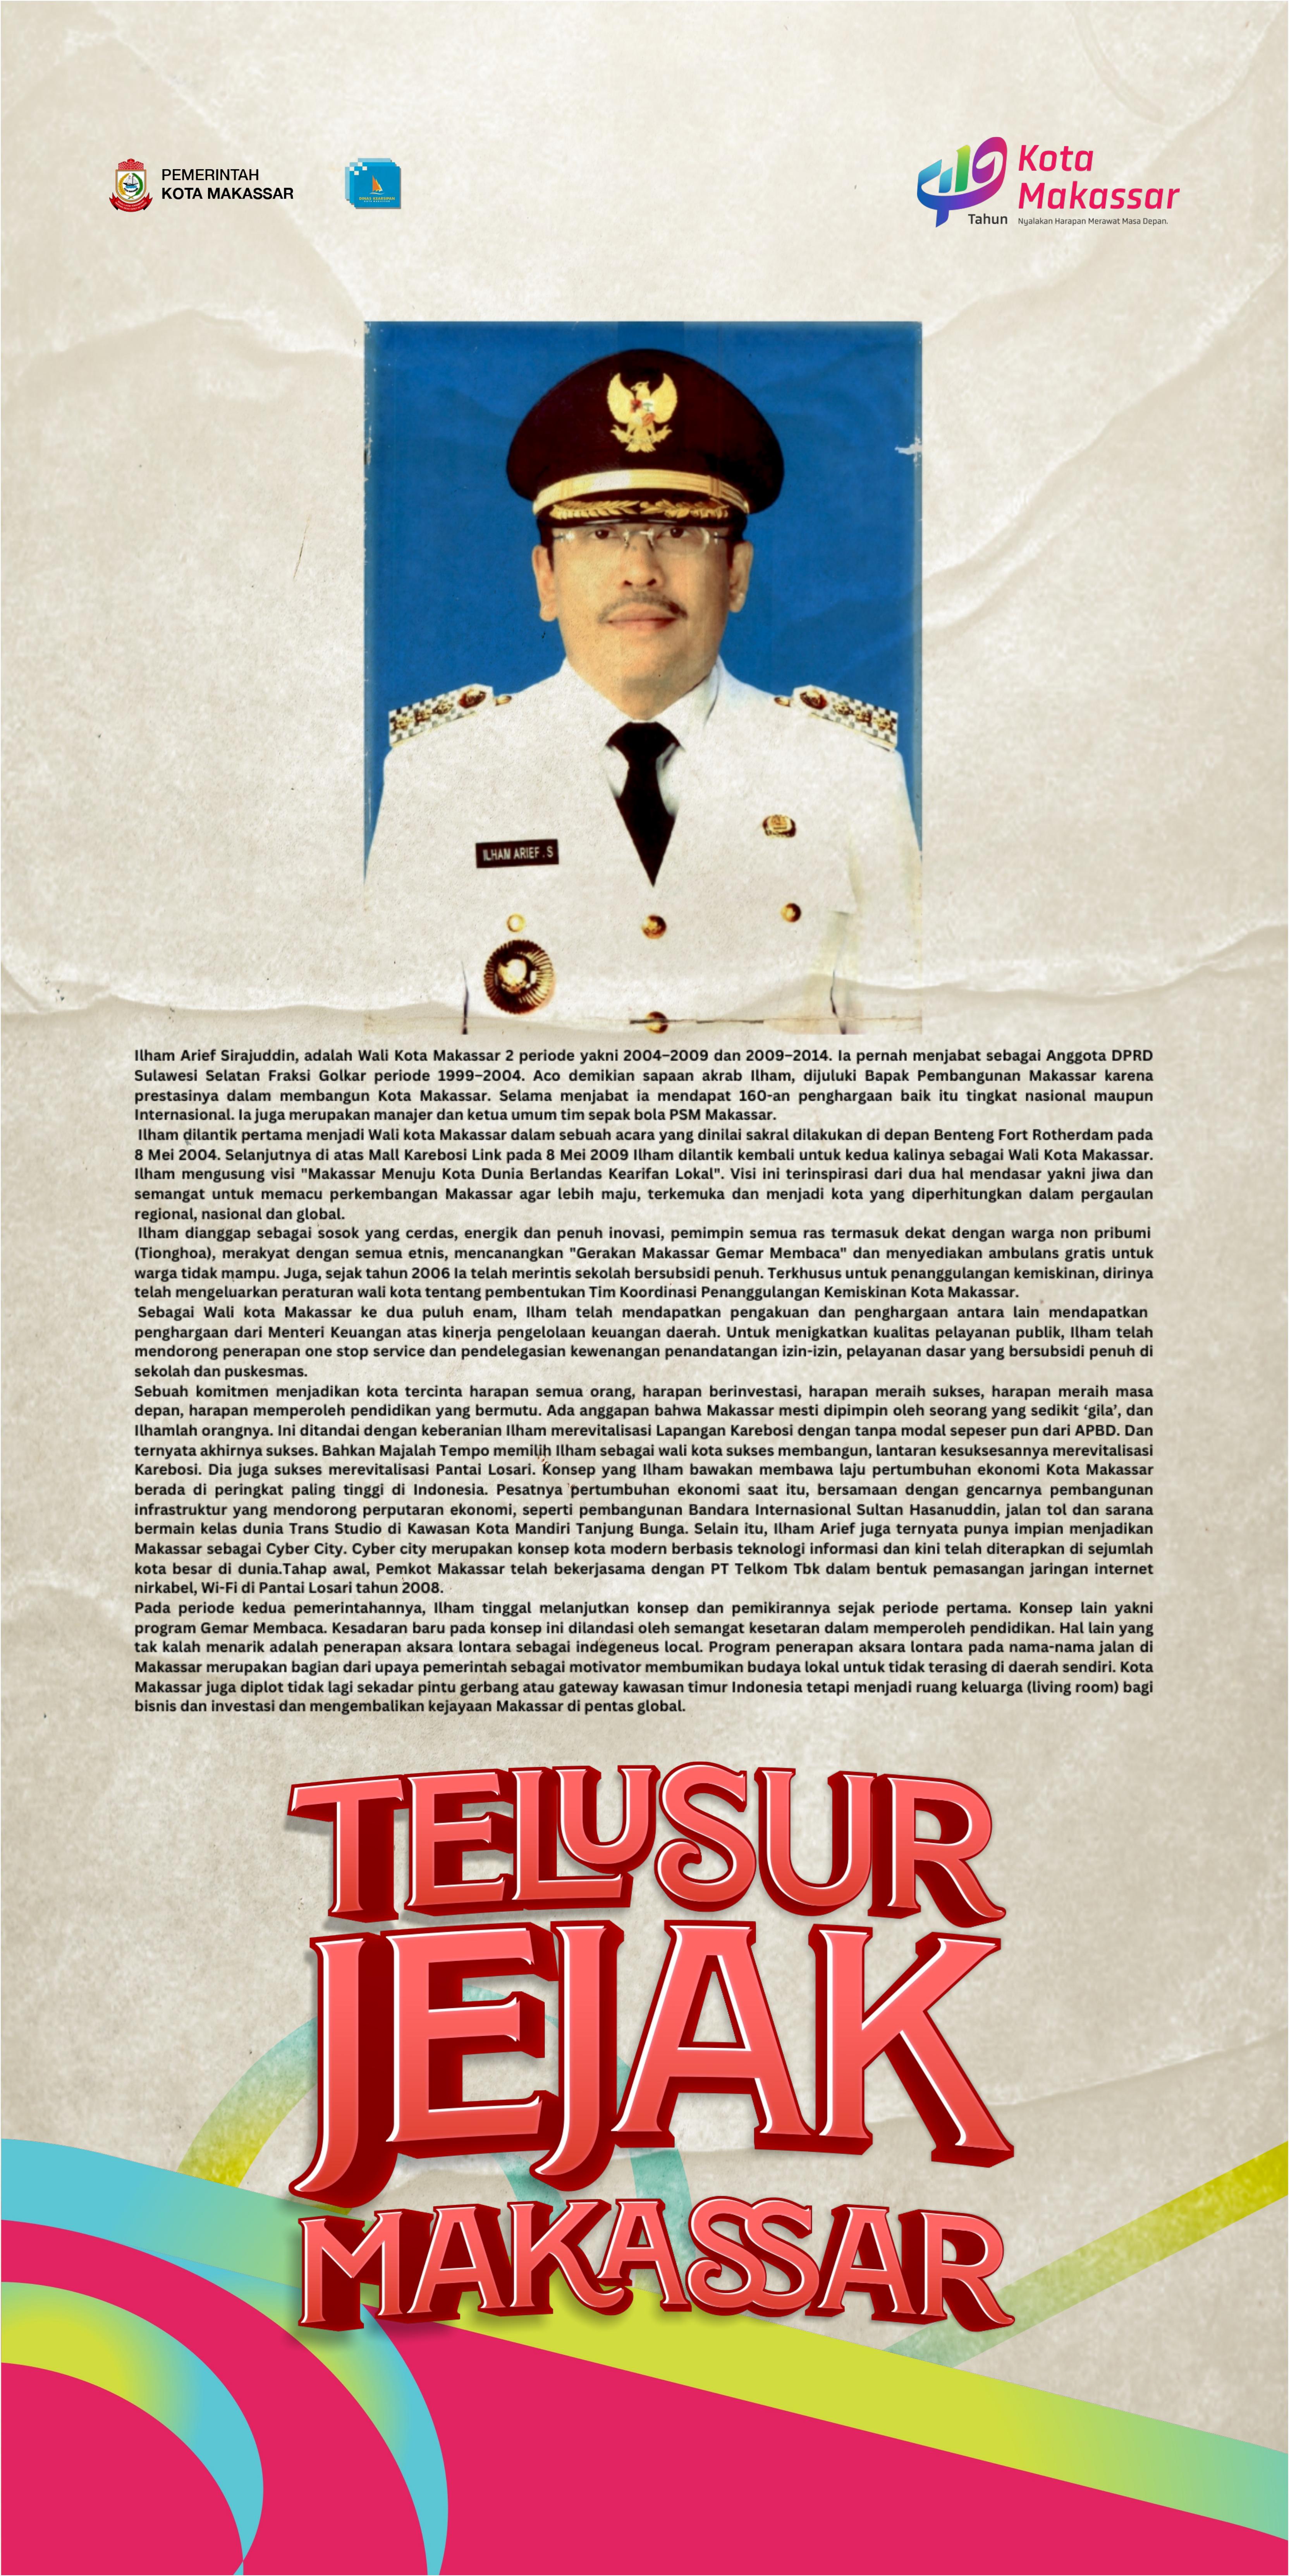 PEMERINTAH
KOTA MAKASSAR
Kota
Makassar
Tahun
Nyalakan Harapan Merawat Masa Depan.
ILHAM ARIEF . S
Ilham Arief Sirajuddin, adalah Wali Kota Makassar 2 periode yakni 2004–2009 dan 2009–2014. Ia pernah menjabat sebagai Anggota DPRD
Sulawesi Selatan Fraksi Golkar periode 1999–2004. Aco demikian sapaan akrab Ilham, dijuluki Bapak Pembangunan Makassar karena
prestasinya dalam membangun Kota Makassar. Selama menjabat ia mendapat 160-an penghargaan baik itu tingkat nasional maupun
Internasional. Ia juga merupakan manajer dan ketua umum tim sepak bola PSM Makassar.
Ilham dilantik pertama menjadi Wali kota Makassar dalam sebuah acara yang dinilai sakral dilakukan di depan Benteng Fort Rotherdam pada
8 Mei 2004. Selanjutnya di atas Mall Karebosi Link pada 8 Mei 2009 Ilham dilantik kembali untuk kedua kalinya sebagai Wali Kota Makassar.
Ilham mengusung visi "Makassar Menuju Kota Dunia Berlandas Kearifan Lokal". Visi ini terinspirasi dari dua hal mendasar yakni jiwa dan
semangat untuk memacu perkembangan Makassar agar lebih maju, terkemuka dan menjadi kota yang diperhitungkan dalam pergaulan
regional, nasional dan global.
Ilham dianggap sebagai sosok yang cerdas, energik dan penuh inovasi, pemimpin semua ras termasuk dekat dengan warga non pribumi
(Tionghoa), merakyat dengan semua etnis, mencanangkan "Gerakan Makassar Gemar Membaca" dan menyediakan ambulans gratis untuk
warga tidak mampu. Juga, sejak tahun 2006 Ia telah merintis sekolah bersubsidi penuh. Terkhusus untuk penanggulangan kemiskinan, dirinya
telah mengeluarkan peraturan wali kota tentang pembentukan Tim Koordinasi Penanggulangan Kemiskinan Kota Makassar.
Sebagai Wali kota Makassar ke dua puluh enam, Ilham telah mendapatkan pengakuan dan penghargaan antara lain mendapatkan
penghargaan dari Menteri Keuangan atas kinerja pengelolaan keuangan daerah. Untuk menigkatkan kualitas pelayanan publik, Ilham telah
mendorong penerapan one stop service dan pendelegasian kewenangan penandatangan izin-izin, pelayanan dasar yang bersubsidi penuh di
sekolah dan puskesmas.
Sebuah komitmen menjadikan kota tercinta harapan semua orang, harapan berinvestasi, harapan meraih sukses, harapan meraih masa
depan, harapan memperoleh pendidikan yang bermutu. Ada anggapan bahwa Makassar mesti dipimpin oleh seorang yang sedikit ‘gila’, dan
Ilhamlah orangnya. Ini ditandai dengan keberanian Ilham merevitalisasi Lapangan Karebosi dengan tanpa modal sepeser pun dari APBD. Dan
ternyata akhirnya sukses. Bahkan Majalah Tempo memilih Ilham sebagai wali kota sukses membangun, lantaran kesuksesannya merevitalisasi
Karebosi. Dia juga sukses merevitalisasi Pantai Losari. Konsep yang Ilham bawakan membawa laju pertumbuhan ekonomi Kota Makassar
berada di peringkat paling tinggi di Indonesia. Pesatnya pertumbuhan ekonomi saat itu, bersamaan dengan gencarnya pembangunan
infrastruktur yang mendorong perputaran ekonomi, seperti pembangunan Bandara Internasional Sultan Hasanuddin, jalan tol dan sarana
bermain kelas dunia Trans Studio di Kawasan Kota Mandiri Tanjung Bunga. Selain itu, Ilham Arief juga ternyata punya impian menjadikan
Makassar sebagai Cyber City. Cyber city merupakan konsep kota modern berbasis teknologi informasi dan kini telah diterapkan di sejumlah
kota besar di dunia.Tahap awal, Pemkot Makassar telah bekerjasama dengan PT Telkom Tbk dalam bentuk pemasangan jaringan internet
nirkabel, Wi-Fi di Pantai Losari tahun 2008.
Pada periode kedua pemerintahannya, Ilham tinggal melanjutkan konsep dan pemikirannya sejak periode pertama. Konsep lain yakni
program Gemar Membaca. Kesadaran baru pada konsep ini dilandasi oleh semangat kesetaran dalam memperoleh pendidikan. Hal lain yang
tak kalah menarik adalah penerapan aksara lontara sebagai indegeneus local. Program penerapan aksara lontara pada nama-nama jalan di
Makassar merupakan bagian dari upaya pemerintah sebagai motivator membumikan budaya lokal untuk tidak terasing di daerah sendiri. Kota
Makassar juga diplot tidak lagi sekadar pintu gerbang atau gateway kawasan timur Indonesia tetapi menjadi ruang keluarga (living room) bagi
bisnis dan investasi dan mengembalikan kejayaan Makassar di pentas global.
TELUSUR
JEJAK
MAKASSAR